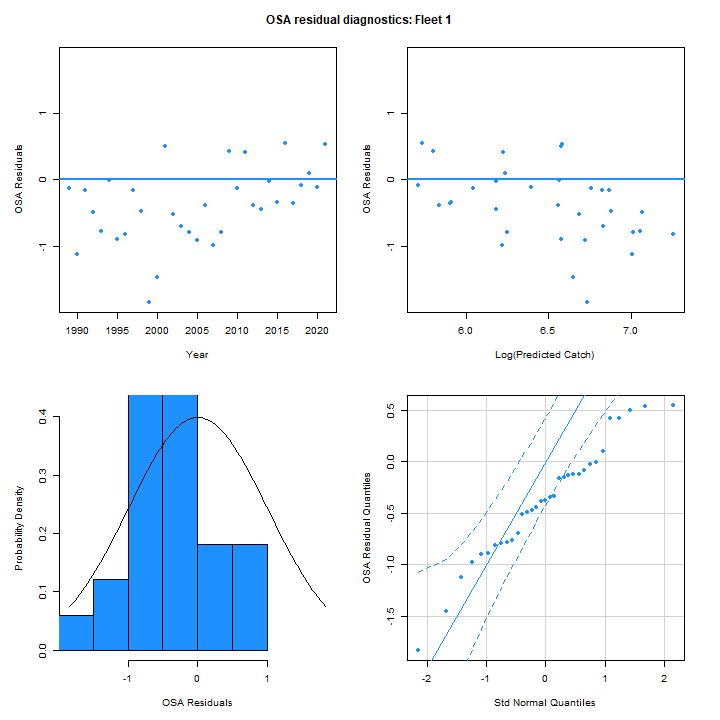 OSA residual diagnostics: Fleet 1
OSA Residuals
1
0
-1
1990 1995 2000 2005 2010 2015 2020
Year
OSA Residuals
1
0
-1
6.0 6.5 7.0
Log(Predicted Catch)
Probability Density
0.4
0.3
0.2
0.1
0.0
-1 0 1
OSA Residuals
OSA Residual Quantiles
0.5
0.0
-0.5
-1.0
-1.5
-2 -1 0 1 2
Std Normal Quantiles